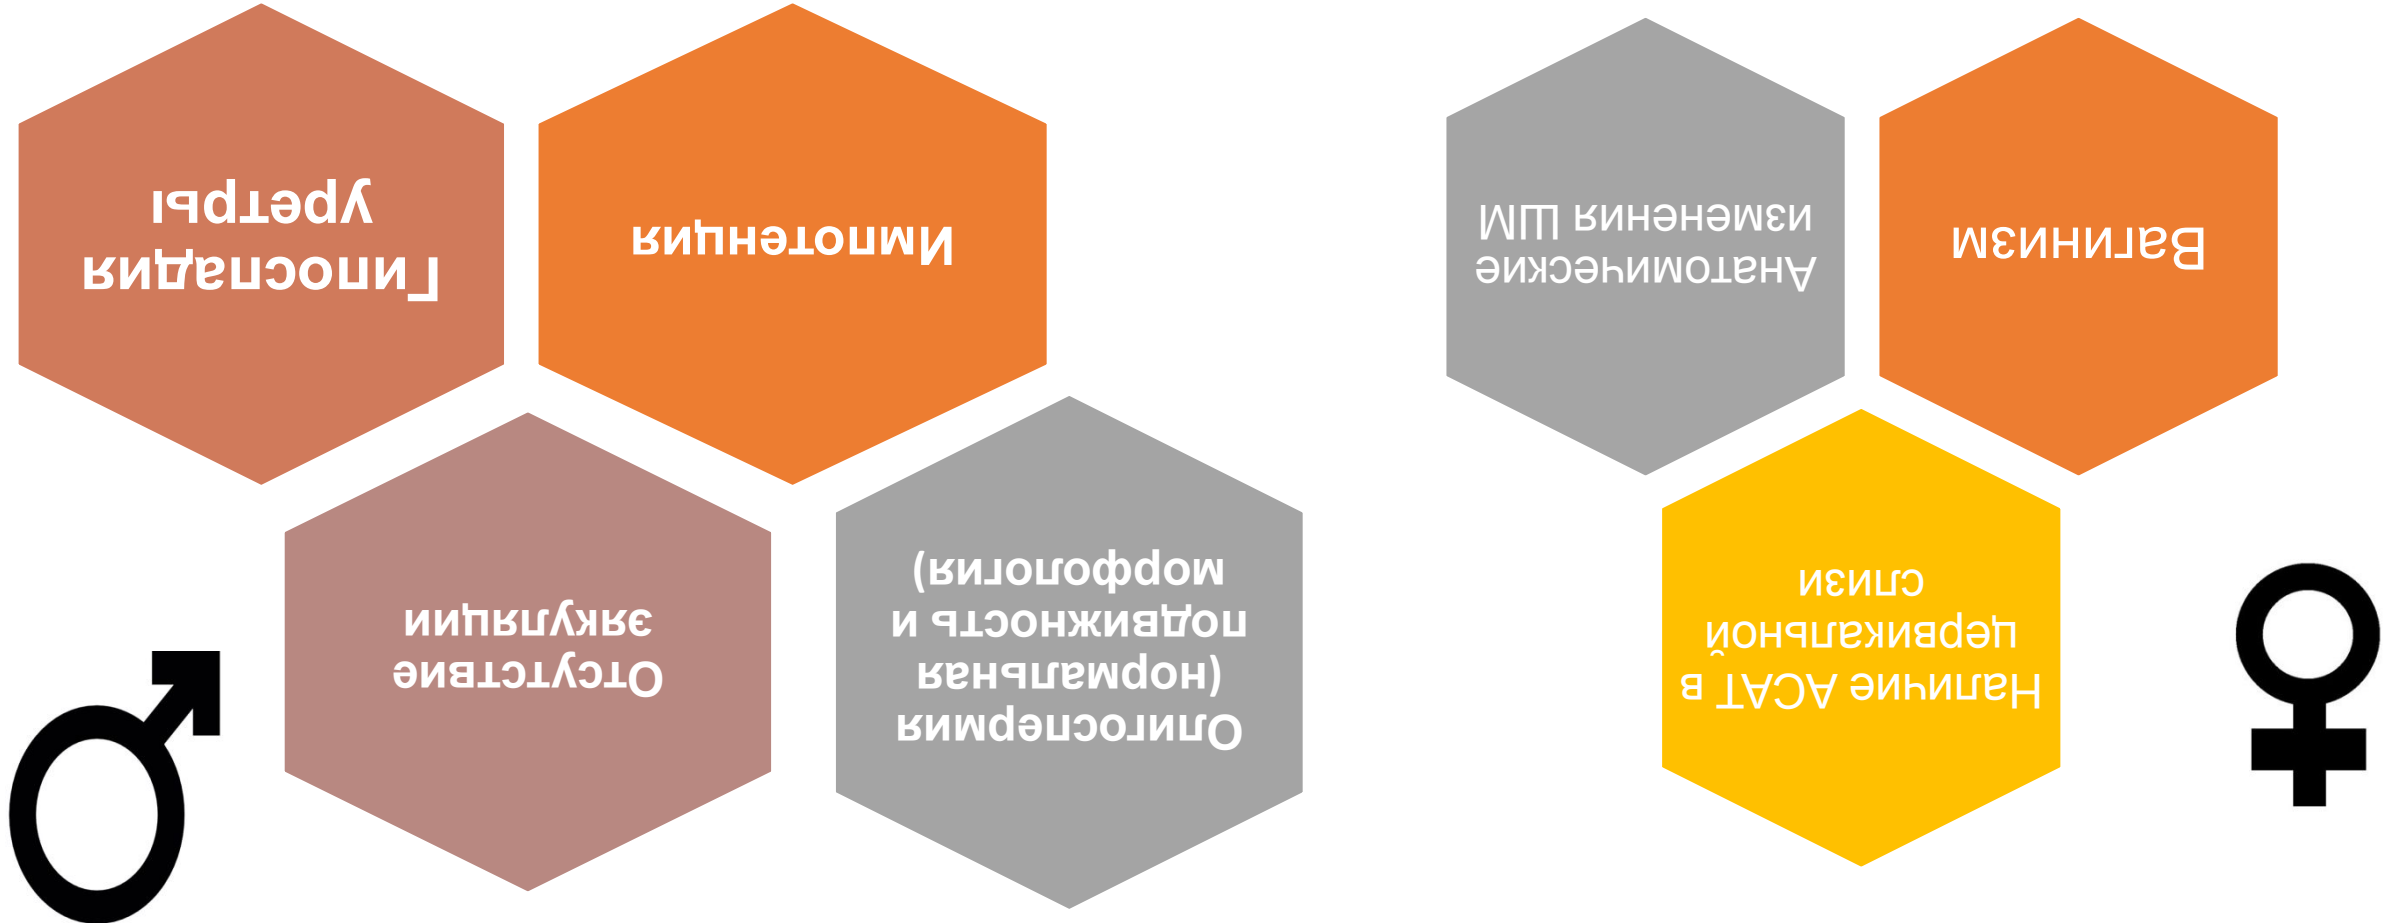 Гипоспадия
уретры
Импотенция
Отсутствие
эякуляции
Олигоспермия
(нормальная
подвижность и
морфология)
Анатомические
изменения ШМ
Вагинизм
Наличие АСАТ в
цервикальной
слизи